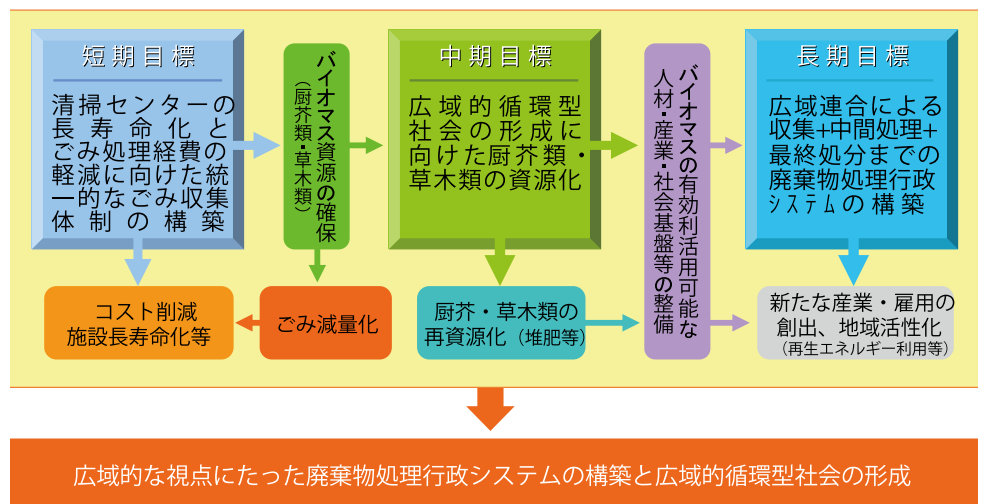 短期目標
清掃センターの
長寿命化と
ごみ処理経費の
軽減に向けた統
一的なごみ収集
体制の構築
バイオマス資源の確保
（厨芥類・草木類）
中期目標
広域的循環型
社会の形成に
向けた厨芥類・
草木類の資源化
バイオマスの有効利活用可能な
人材・産業・社会基盤等の整備
長期目標
広域連合による
収集+中間処理+
最終処分までの
廃棄物処理行政
システムの構築
コスト削減
施設長寿命化等
ごみ減量化
厨芥・草木類の
再資源化（堆肥等）
新たな産業・雇用の
創出、地域活性化
（再生エネルギー利用等）
広域的な視点にたった廃棄物処理行政システムの構築と広域的循環型社会の形成